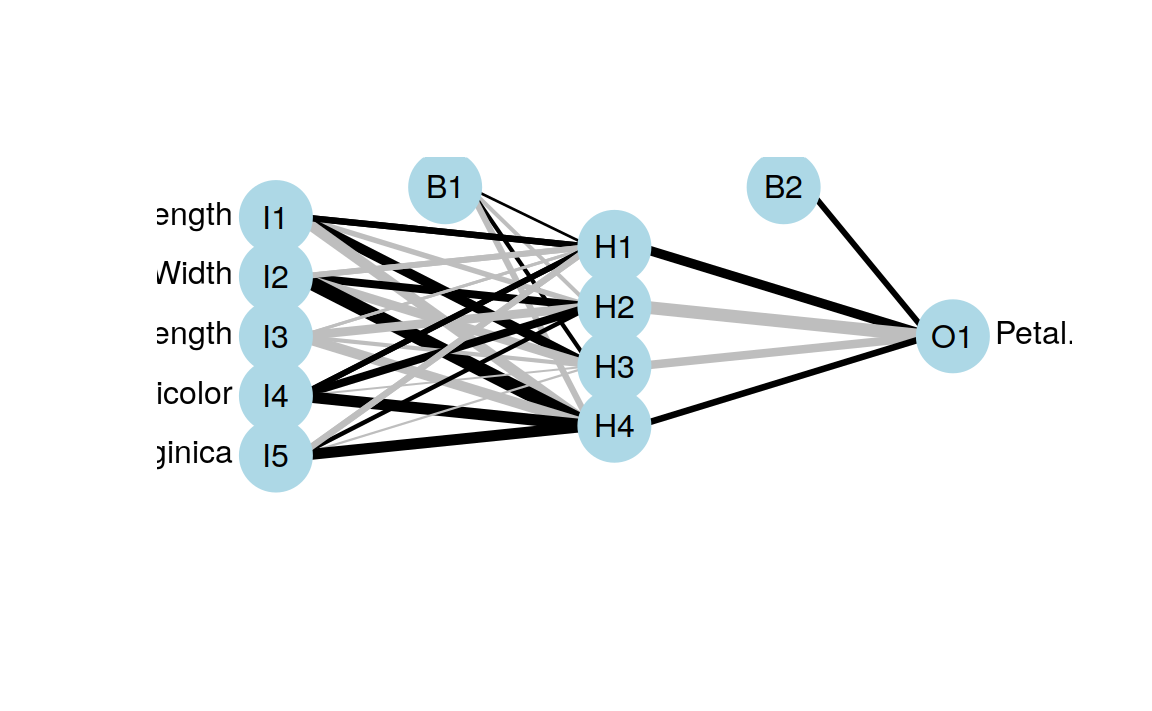 B1
B2
ength I1
Width I2
ength I3
icolor I4
ginica I5
H1
H2
H3
H4
O1 Petal.